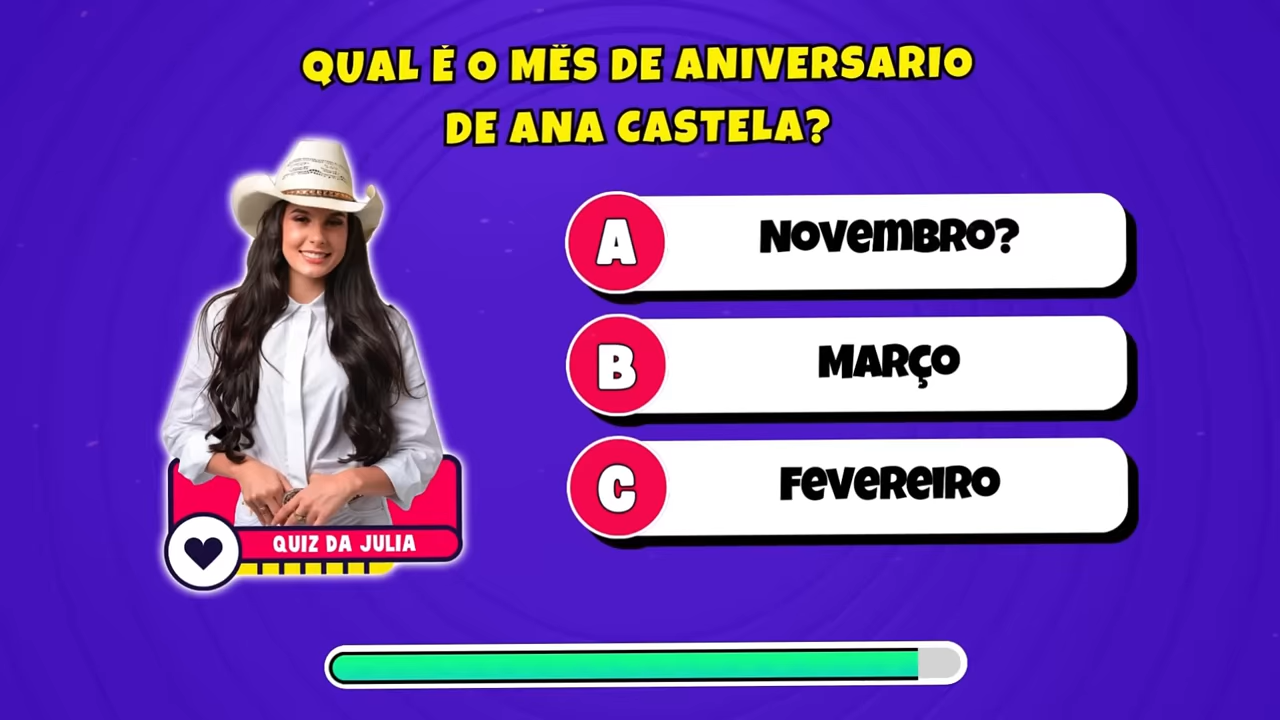 QUAL É O MÊS DE ANIVERSARIO
DE ANA CASTELA?
A NOVEMBRO?
B MARÇO
C FEVEREIRO
QUIZ DA JULIA